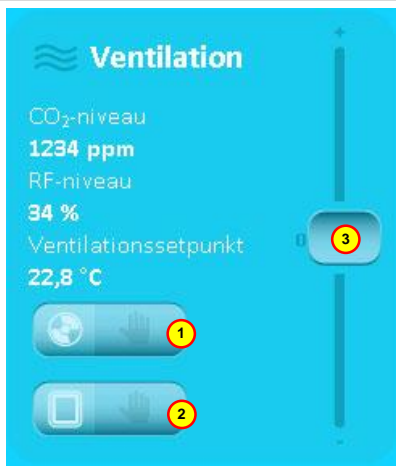 Ventilation
CO₂-niveau
1234 ppm
RF-niveau
34 %
Ventilationssetpunkt
22,8 °C
+
0
3
-
1
2